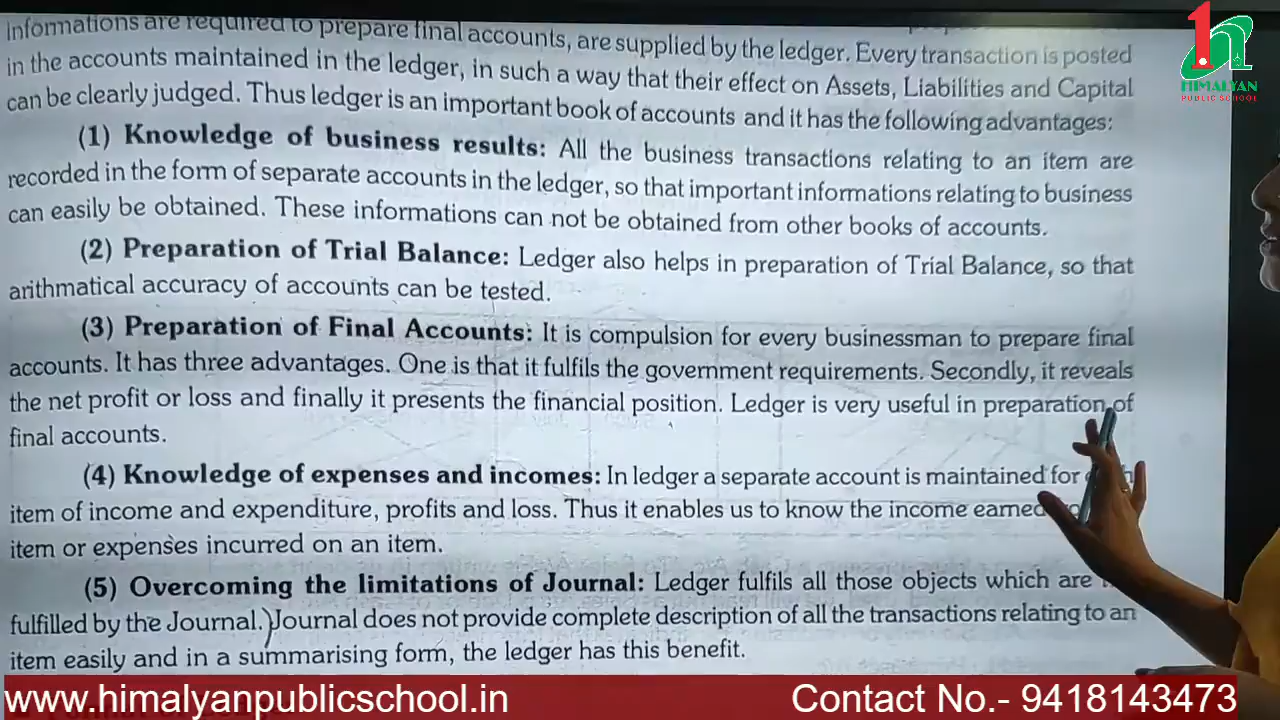 Informations are required to prepare final accounts, are supplied by the ledger. Every transaction is posted
in the accounts maintained in the ledger, in such a way that their effect on Assets, Liabilities and Capital
can be clearly judged. Thus ledger is an important book of accounts and it has the following advantages:
(1) Knowledge of business results: All the business transactions relating to an item are
recorded in the form of separate accounts in the ledger, so that important informations relating to business
can easily be obtained. These informations can not be obtained from other books of accounts.
(2) Preparation of Trial Balance: Ledger also helps in preparation of Trial Balance, so that
arithmatical accuracy of accounts can be tested.
(3) Preparation of Final Accounts: It is compulsion for every businessman to prepare final
accounts. It has three advantages. One is that it fulfils the government requirements. Secondly, it reveals
the net profit or loss and finally it presents the financial position. Ledger is very useful in preparation of
final accounts.
(4) Knowledge of expenses and incomes: In ledger a separate account is maintained for
item of income and expenditure, profits and loss. Thus it enables us to know the income earned
item or expenses incurred on an item.
(5) Overcoming the limitations of Journal: Ledger fulfils all those objects which are
fulfilled by the Journal. Journal does not provide complete description of all the transactions relating to an
item easily and in a summarising form, the ledger has this benefit.
HIMALYAN
PUBLIC SCHOOL
www.himalyanpublicschool.in
Contact No.- 9418143473